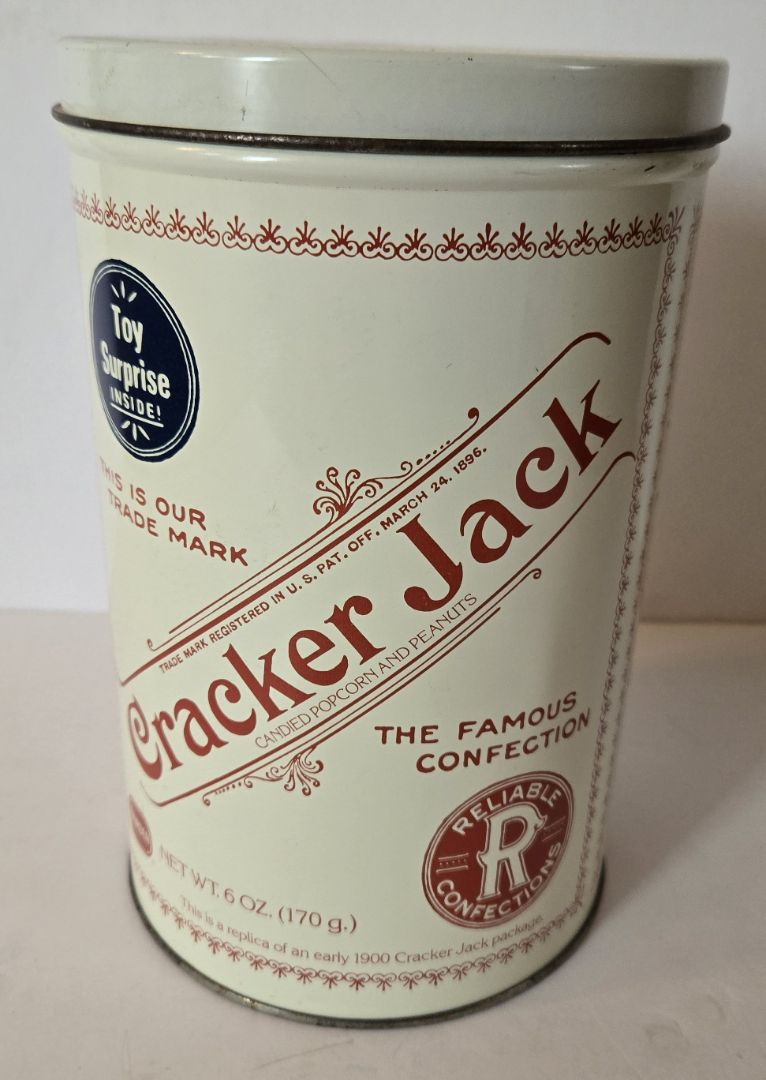 Toy
Surprise
INSIDE!
THIS IS OUR
TRADE MARK
TRADE MARK REGISTERED IN U. S. PAT. OFF. MARCH 24. 1896.
Cracker Jack
CANDIED POPCORN AND PEANUTS
THE FAMOUS
CONFECTION
RELIABLE
R
CONFECTIONS
NET WT. 6 OZ. (170 g.)
This is a replica of an early 1900 Cracker Jack package.